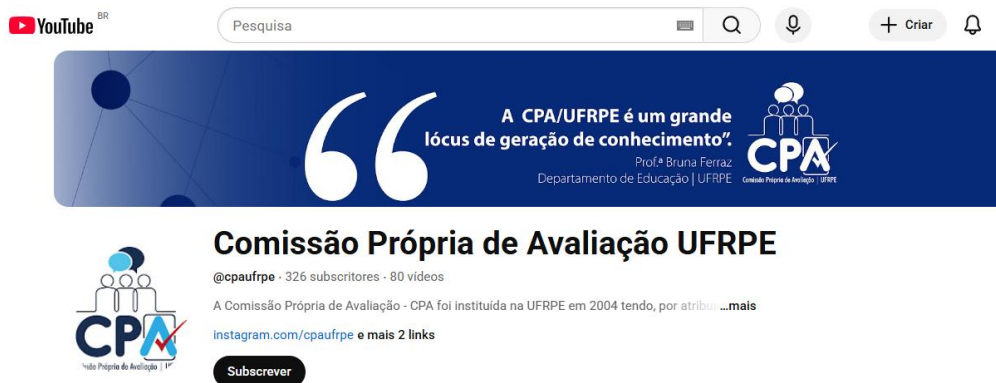 YouTube BR
Pesquisa
Criar
A CPA/UFRPE é um grande
lócus de geração de conhecimento”.
Prof.ª Bruna Ferraz
Departamento de Educação | UFRPE
CPA
Comissão Própria de Avaliação | UFRPE
Comissão Própria de Avaliação UFRPE
@cpaufrpe · 326 subscritores · 80 vídeos
A Comissão Própria de Avaliação - CPA foi instituída na UFRPE em 2004 tendo, por ...mais
instagram.com/cpaufrpe e mais 2 links
CPA
Própria de Avaliação
Subscrever